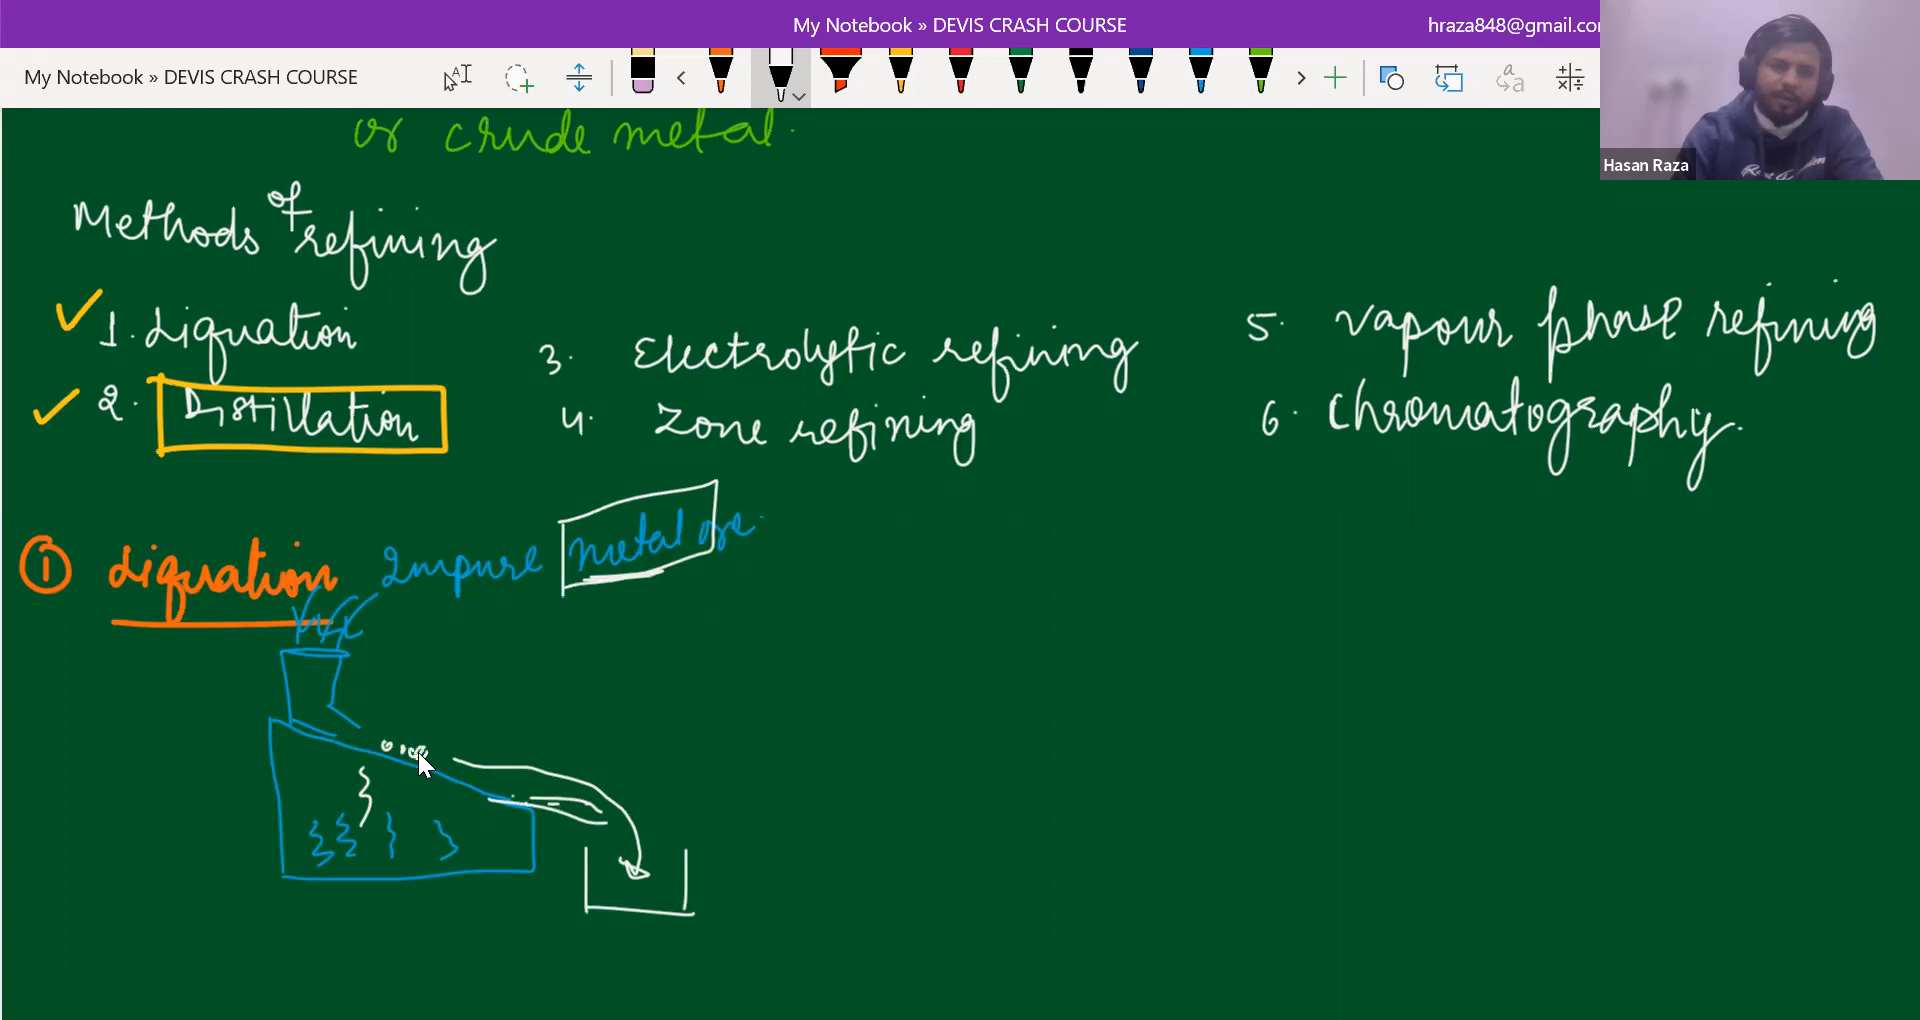 My Notebook » DEVIS CRASH COURSE
hraza848@gmail.co
My Notebook » DEVIS CRASH COURSE
Hasan Raza
or crude metal.
Methods of refining
1. Liquation
2. Distillation
3. Electrolytic refining
4. Zone refining
5. Vapour phase refining
6. Chromatography.
① Liquation Impure metal ore.